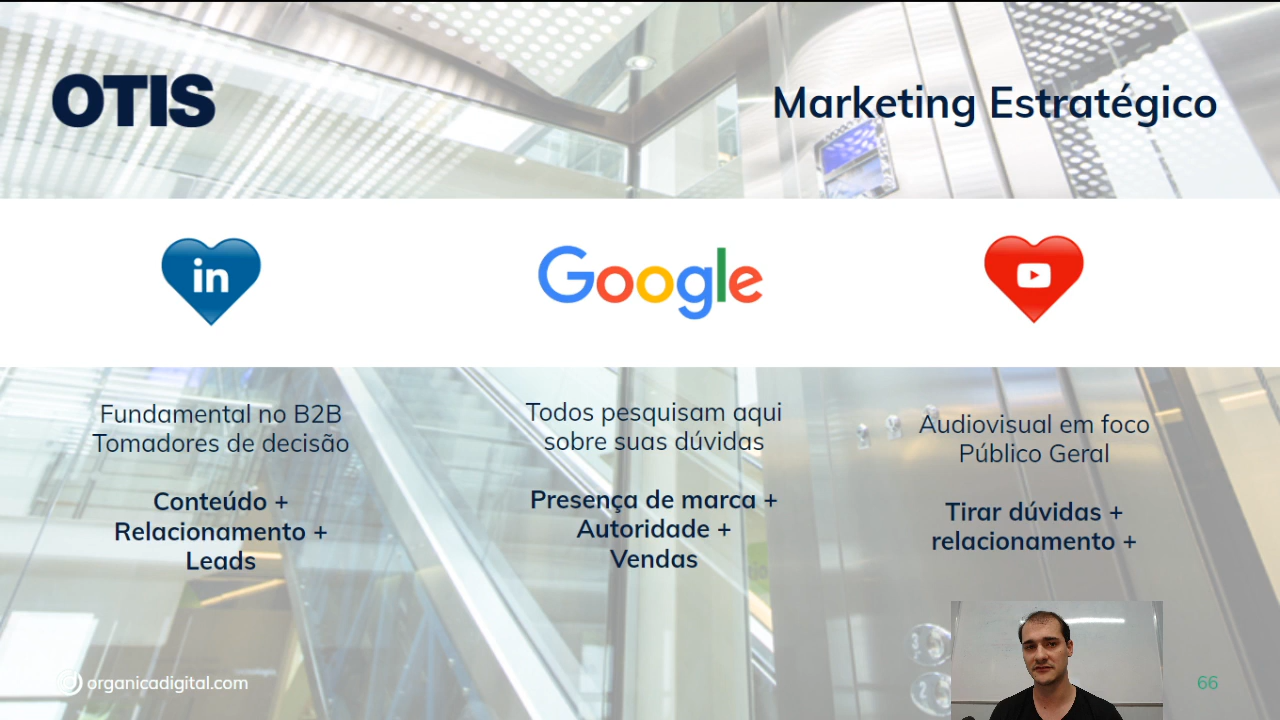 OTIS
Marketing Estratégico
in
Google
Fundamental no B2B
Tomadores de decisão
Conteúdo +
Relacionamento +
Leads
Todos pesquisam aqui
sobre suas dúvidas
Presença de marca +
Autoridade +
Vendas
Audiovisual em foco
Público Geral
Tirar dúvidas +
relacionamento +
organicadigital.com
66